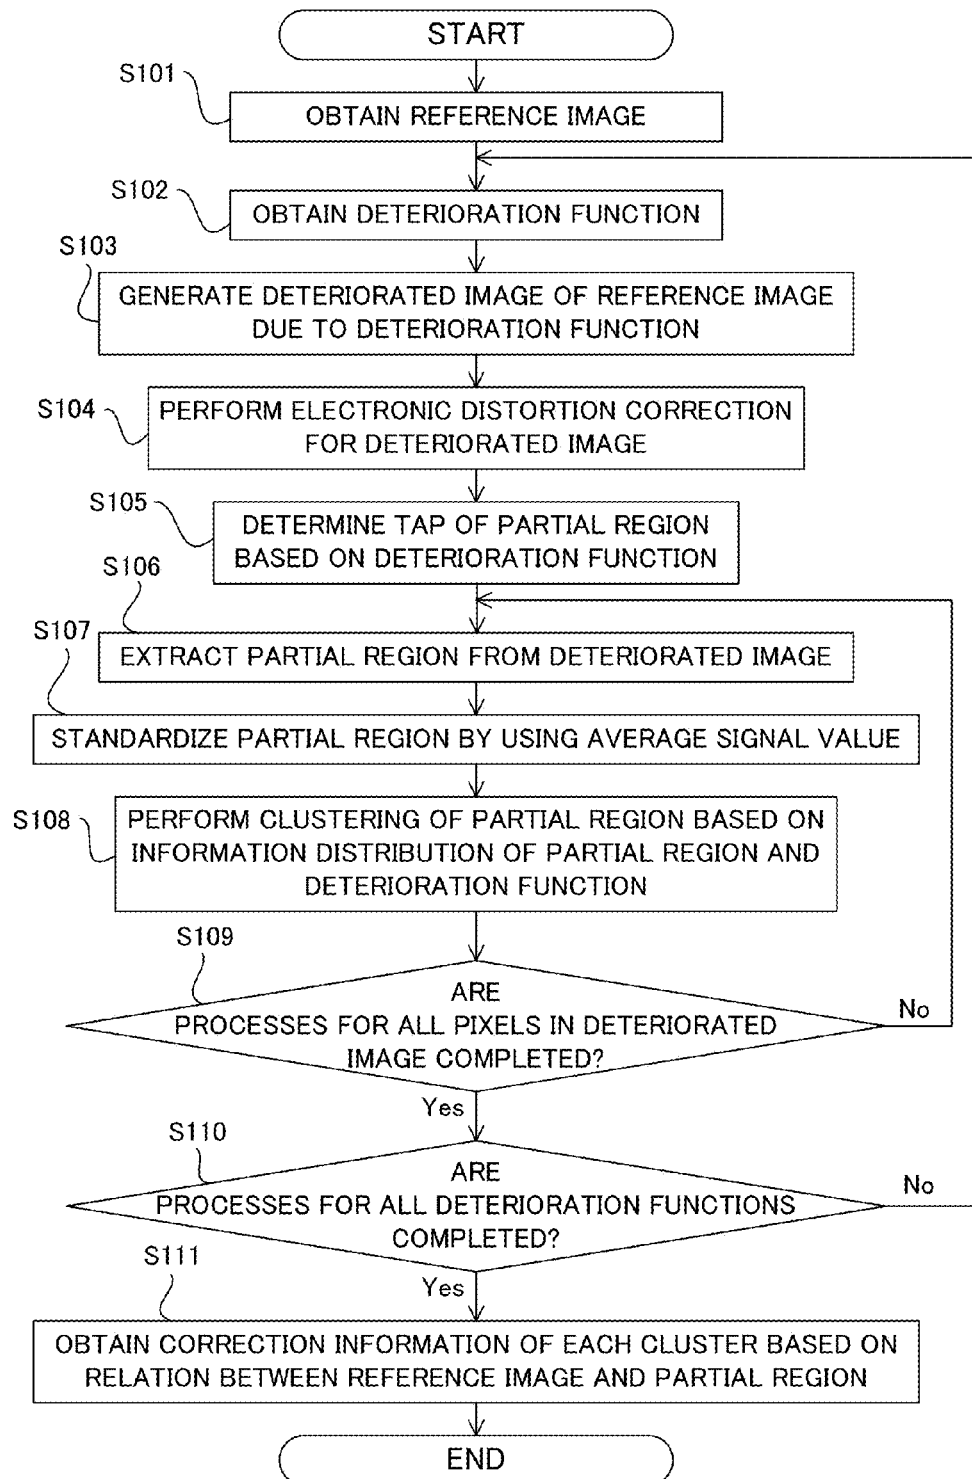 START
S101
OBTAIN REFERENCE IMAGE
S102
OBTAIN DETERIORATION FUNCTION
S103
GENERATE DETERIORATED IMAGE OF REFERENCE IMAGE
DUE TO DETERIORATION FUNCTION
S104
PERFORM ELECTRONIC DISTORTION CORRECTION
FOR DETERIORATED IMAGE
S105
DETERMINE TAP OF PARTIAL REGION
BASED ON DETERIORATION FUNCTION
S106
EXTRACT PARTIAL REGION FROM DETERIORATED IMAGE
S107
STANDARDIZE PARTIAL REGION BY USING AVERAGE SIGNAL VALUE
S108
PERFORM CLUSTERING OF PARTIAL REGION BASED ON
INFORMATION DISTRIBUTION OF PARTIAL REGION AND
DETERIORATION FUNCTION
S109
ARE
PROCESSES FOR ALL PIXELS IN DETERIORATED
IMAGE COMPLETED?
No
Yes
S110
ARE
PROCESSES FOR ALL DETERIORATION FUNCTIONS
COMPLETED?
No
Yes
S111
OBTAIN CORRECTION INFORMATION OF EACH CLUSTER BASED ON
RELATION BETWEEN REFERENCE IMAGE AND PARTIAL REGION
END